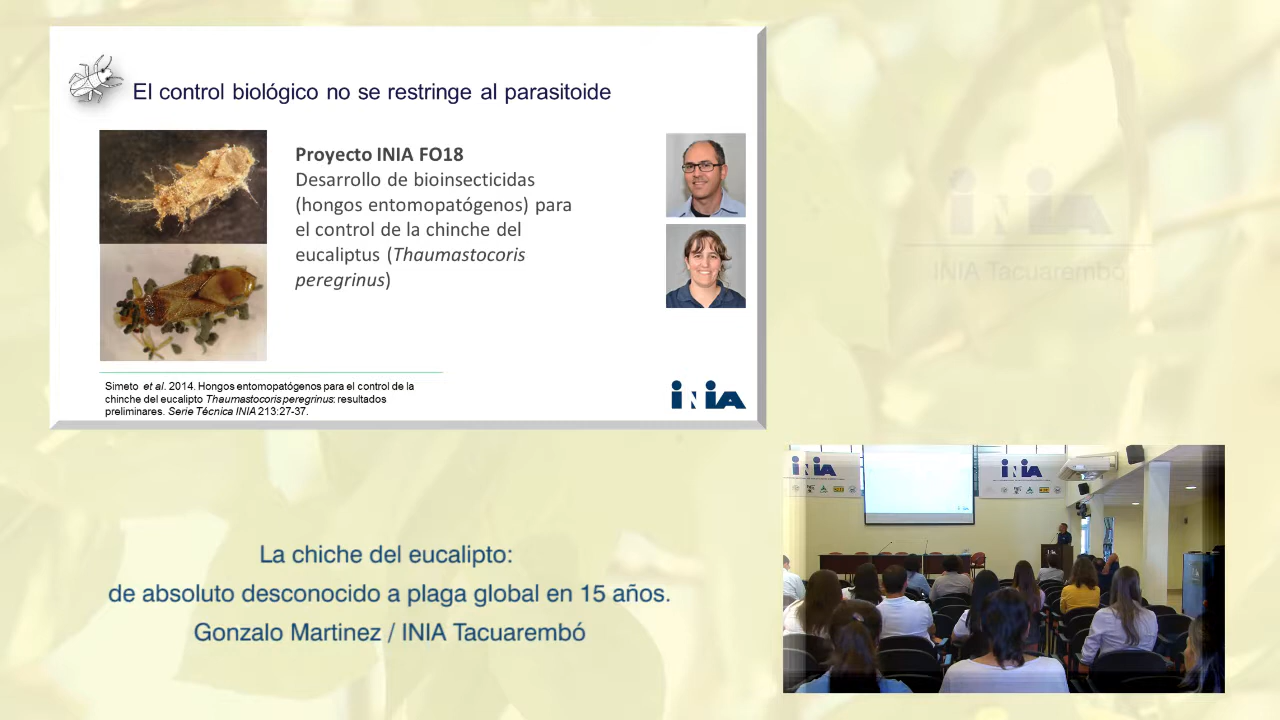 El control biológico no se restringe al parasitoide
Proyecto INIA FO18
Desarrollo de bioinsecticidas
(hongos entomopatógenos) para
el control de la chinche del
eucaliptus (Thaumastocoris
peregrinus)
Simeto et al. 2014. Hongos entomopatógenos para el control de la
chinche del eucalipto Thaumastocoris peregrinus: resultados
preliminares. Serie Técnica INIA 213:27-37.
INIA
INIA
INIA Tacuarembó
INIA
INIA
La chiche del eucalipto:
de absoluto desconocido a plaga global en 15 años.
Gonzalo Martinez / INIA Tacuarembó